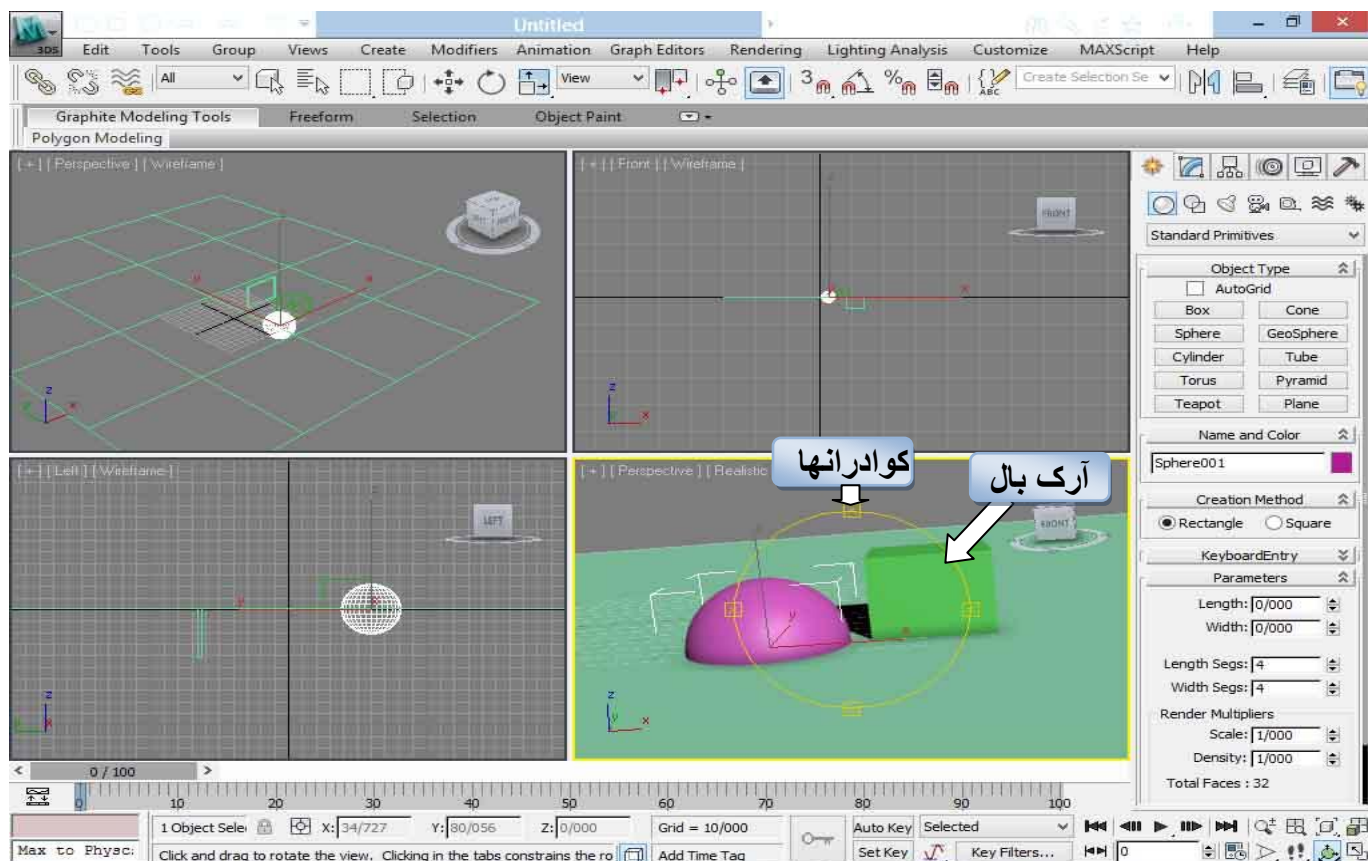 Untitled
3DS Edit Tools Group Views Create Modifiers Animation Graph Editors Rendering Lighting Analysis Customize MAXScript Help
All View 3 ABC Create Selection Se
Graphite Modeling Tools Freeform Selection Object Paint
Polygon Modeling
[ + ] [ Perspective ] [ Wireframe ]
[ + ] [ Front ] [ Wireframe ]
FRONT
Standard Primitives
Object Type
AutoGrid
Box Cone
Sphere GeoSphere
Cylinder Tube
Torus Pyramid
Teapot Plane
Name and Color
Sphere001
Creation Method
Rectangle Square
KeyboardEntry
Parameters
Length: 0/000
Width: 0/000
Length Segs: 4
Width Segs: 4
Render Multipliers
Scale: 1/000
Density: 1/000
Total Faces : 32
[ + ] [ Left ] [ Wireframe ]
LEFT
[ + ] [ Perspective ] [ Realistic
کوادرانها
آرک بال
FRONT
0 / 100
0 10 20 30 40 50 60 70 80 90 100
1 Object Sele X: 34/727 Y: 80/056 Z: 0/000 Grid = 10/000 Auto Key Selected
Max to Physc: Click and drag to rotate the view. Clicking in the tabs constrains the ro Add Time Tag Set Key Key Filters... 0